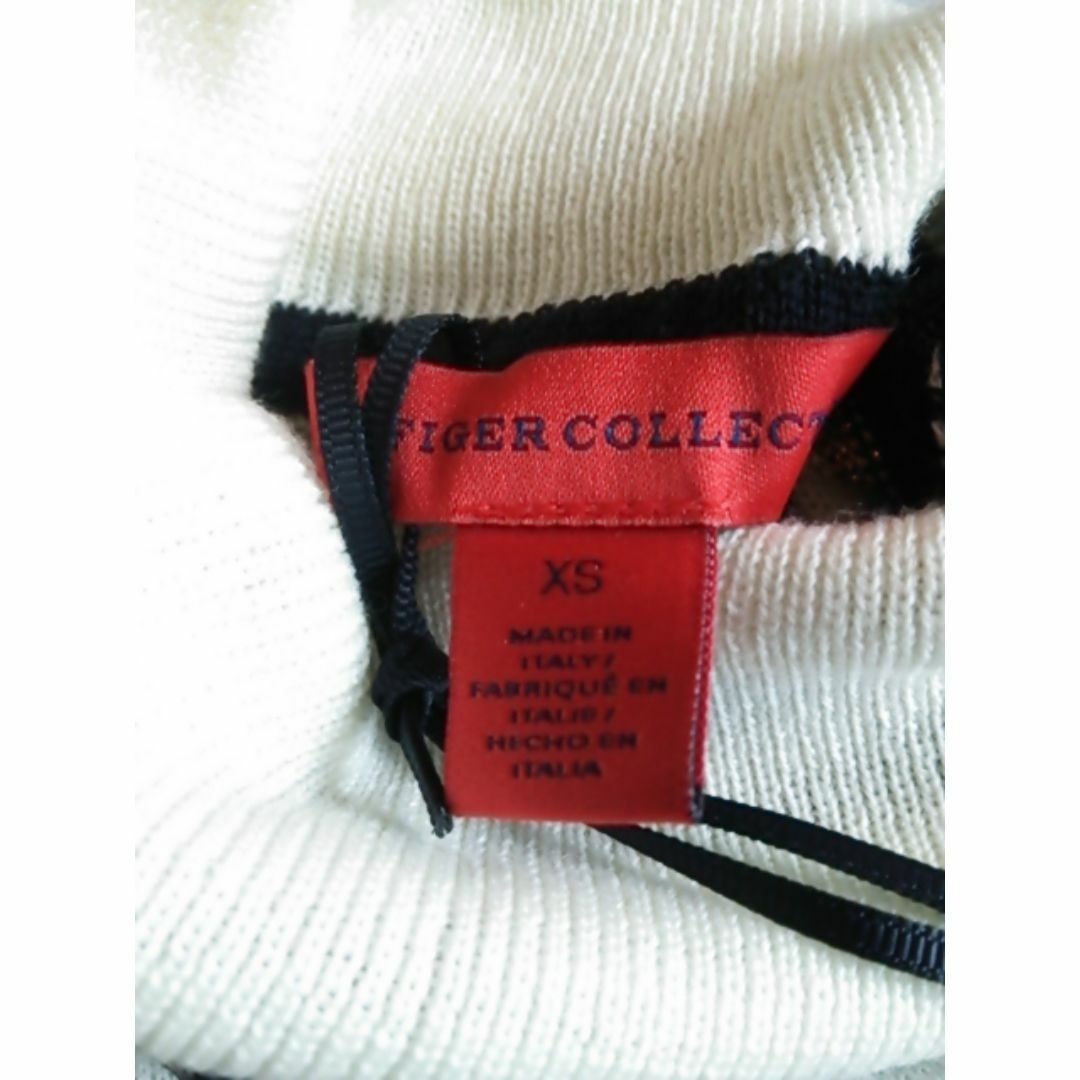 FIGER COLLECT
XS
MADE IN
ITALY /
FABRIQUÉ EN
ITALIE /
HECHO EN
ITALIA